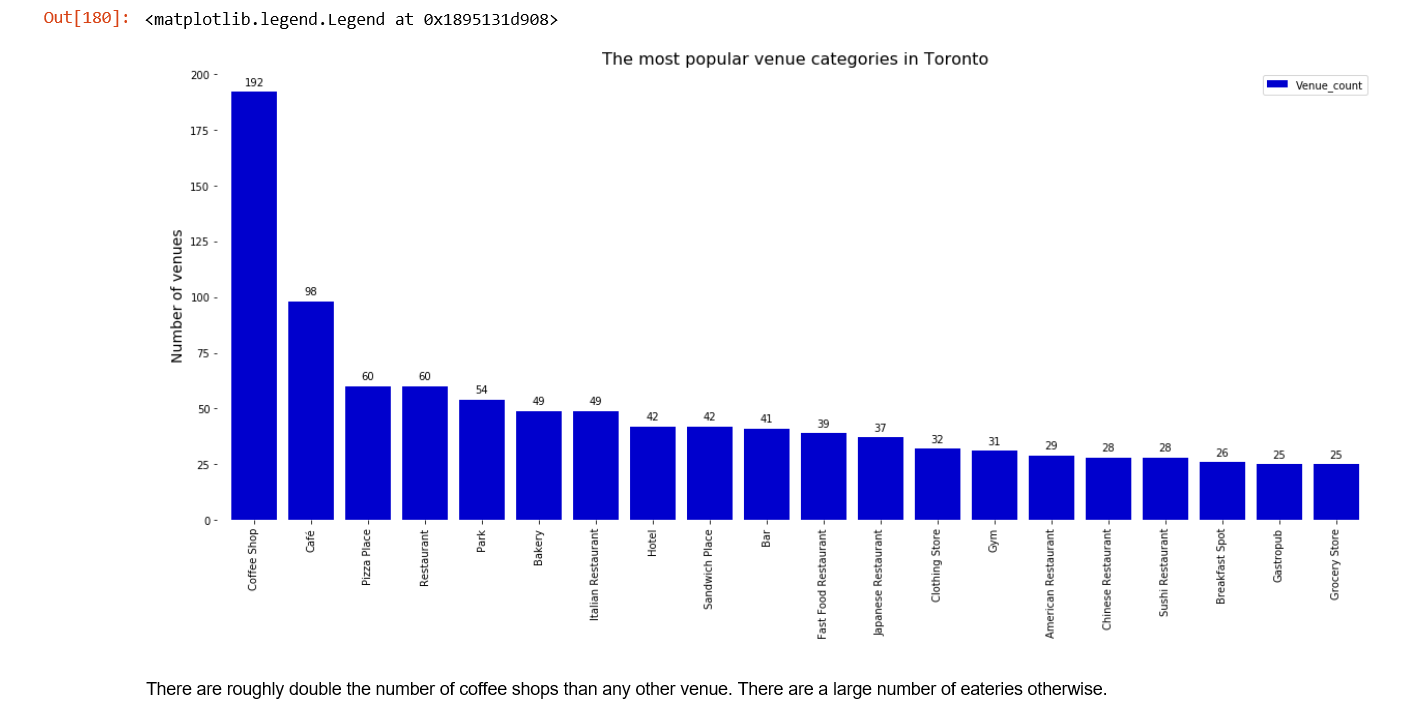 Out[180]: <matplotlib.legend.Legend at 0x1895131d908>
The most popular venue categories in Toronto
Venue_count
Number of venues
200
175
150
125
100
75
50
25
0
192
98
60
60
54
49
49
42
42
41
39
37
32
31
29
28
28
26
25
25
Coffee Shop
Café
Pizza Place
Restaurant
Park
Bakery
Italian Restaurant
Hotel
Sandwich Place
Bar
Fast Food Restaurant
Japanese Restaurant
Clothing Store
Gym
American Restaurant
Chinese Restaurant
Sushi Restaurant
Breakfast Spot
Gastropub
Grocery Store
There are roughly double the number of coffee shops than any other venue. There are a large number of eateries otherwise.